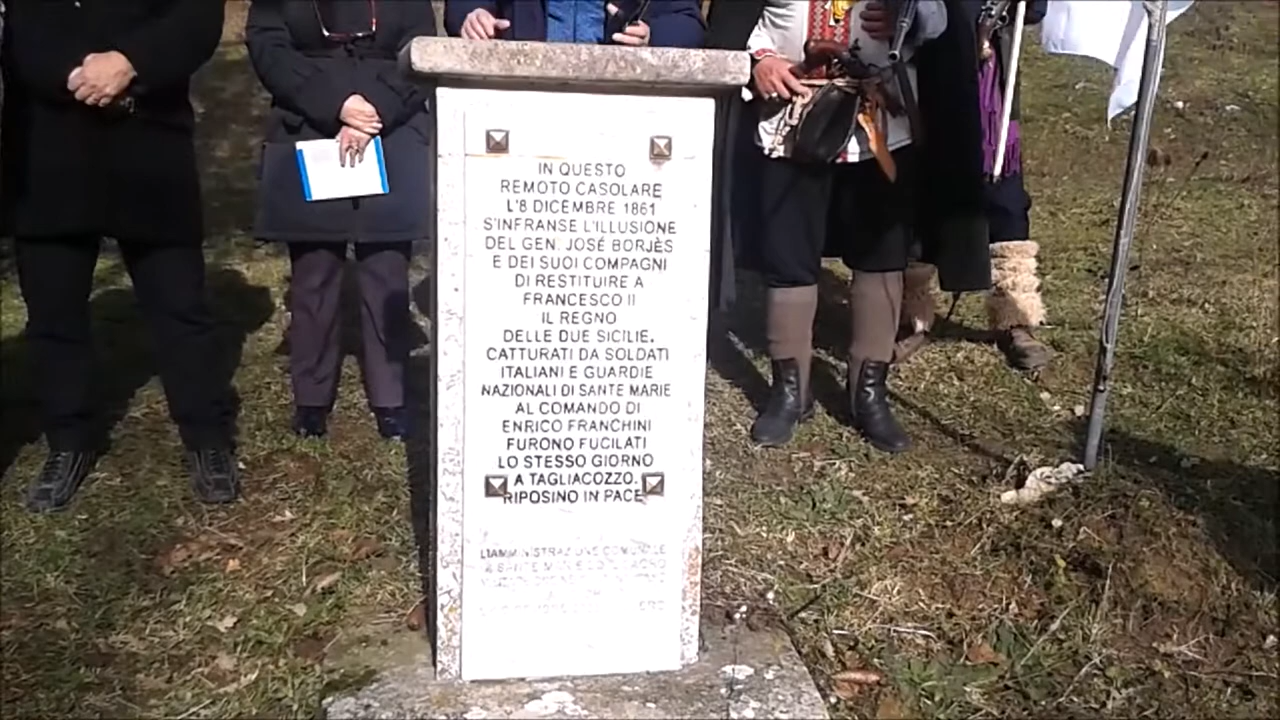 IN QUESTO
REMOTO CASOLARE
L'8 DICEMBRE 1861
S'INFRANSE L'ILLUSIONE
DEL GEN. JOSÉ BORJÈS
E DEI SUOI COMPAGNI
DI RESTITUIRE A
FRANCESCO II
IL REGNO
DELLE DUE SICILIE.
CATTURATI DA SOLDATI
ITALIANI E GUARDIE
NAZIONALI DI SANTE MARIE
AL COMANDO DI
ENRICO FRANCHINI
FURONO FUCILATI
LO STESSO GIORNO
A TAGLIACOZZO.
RIPOSINO IN PACE
L'AMMINISTRAZIONE COMUNALE